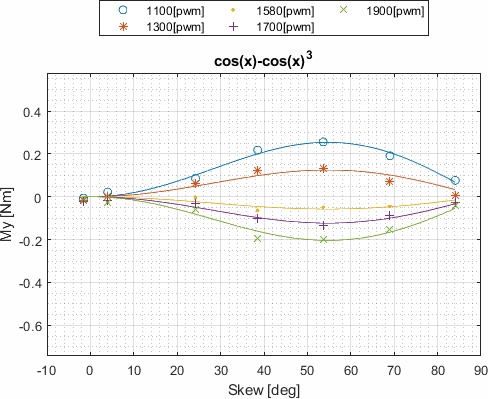 1100[pwm] 1580[pwm] 1900[pwm]
1300[pwm] 1700[pwm]
cos(x)-cos(x)³
0.4
0.2
0
-0.2
-0.4
-0.6
My [Nm]
-10 0 10 20 30 40 50 60 70 80 90
Skew [deg]